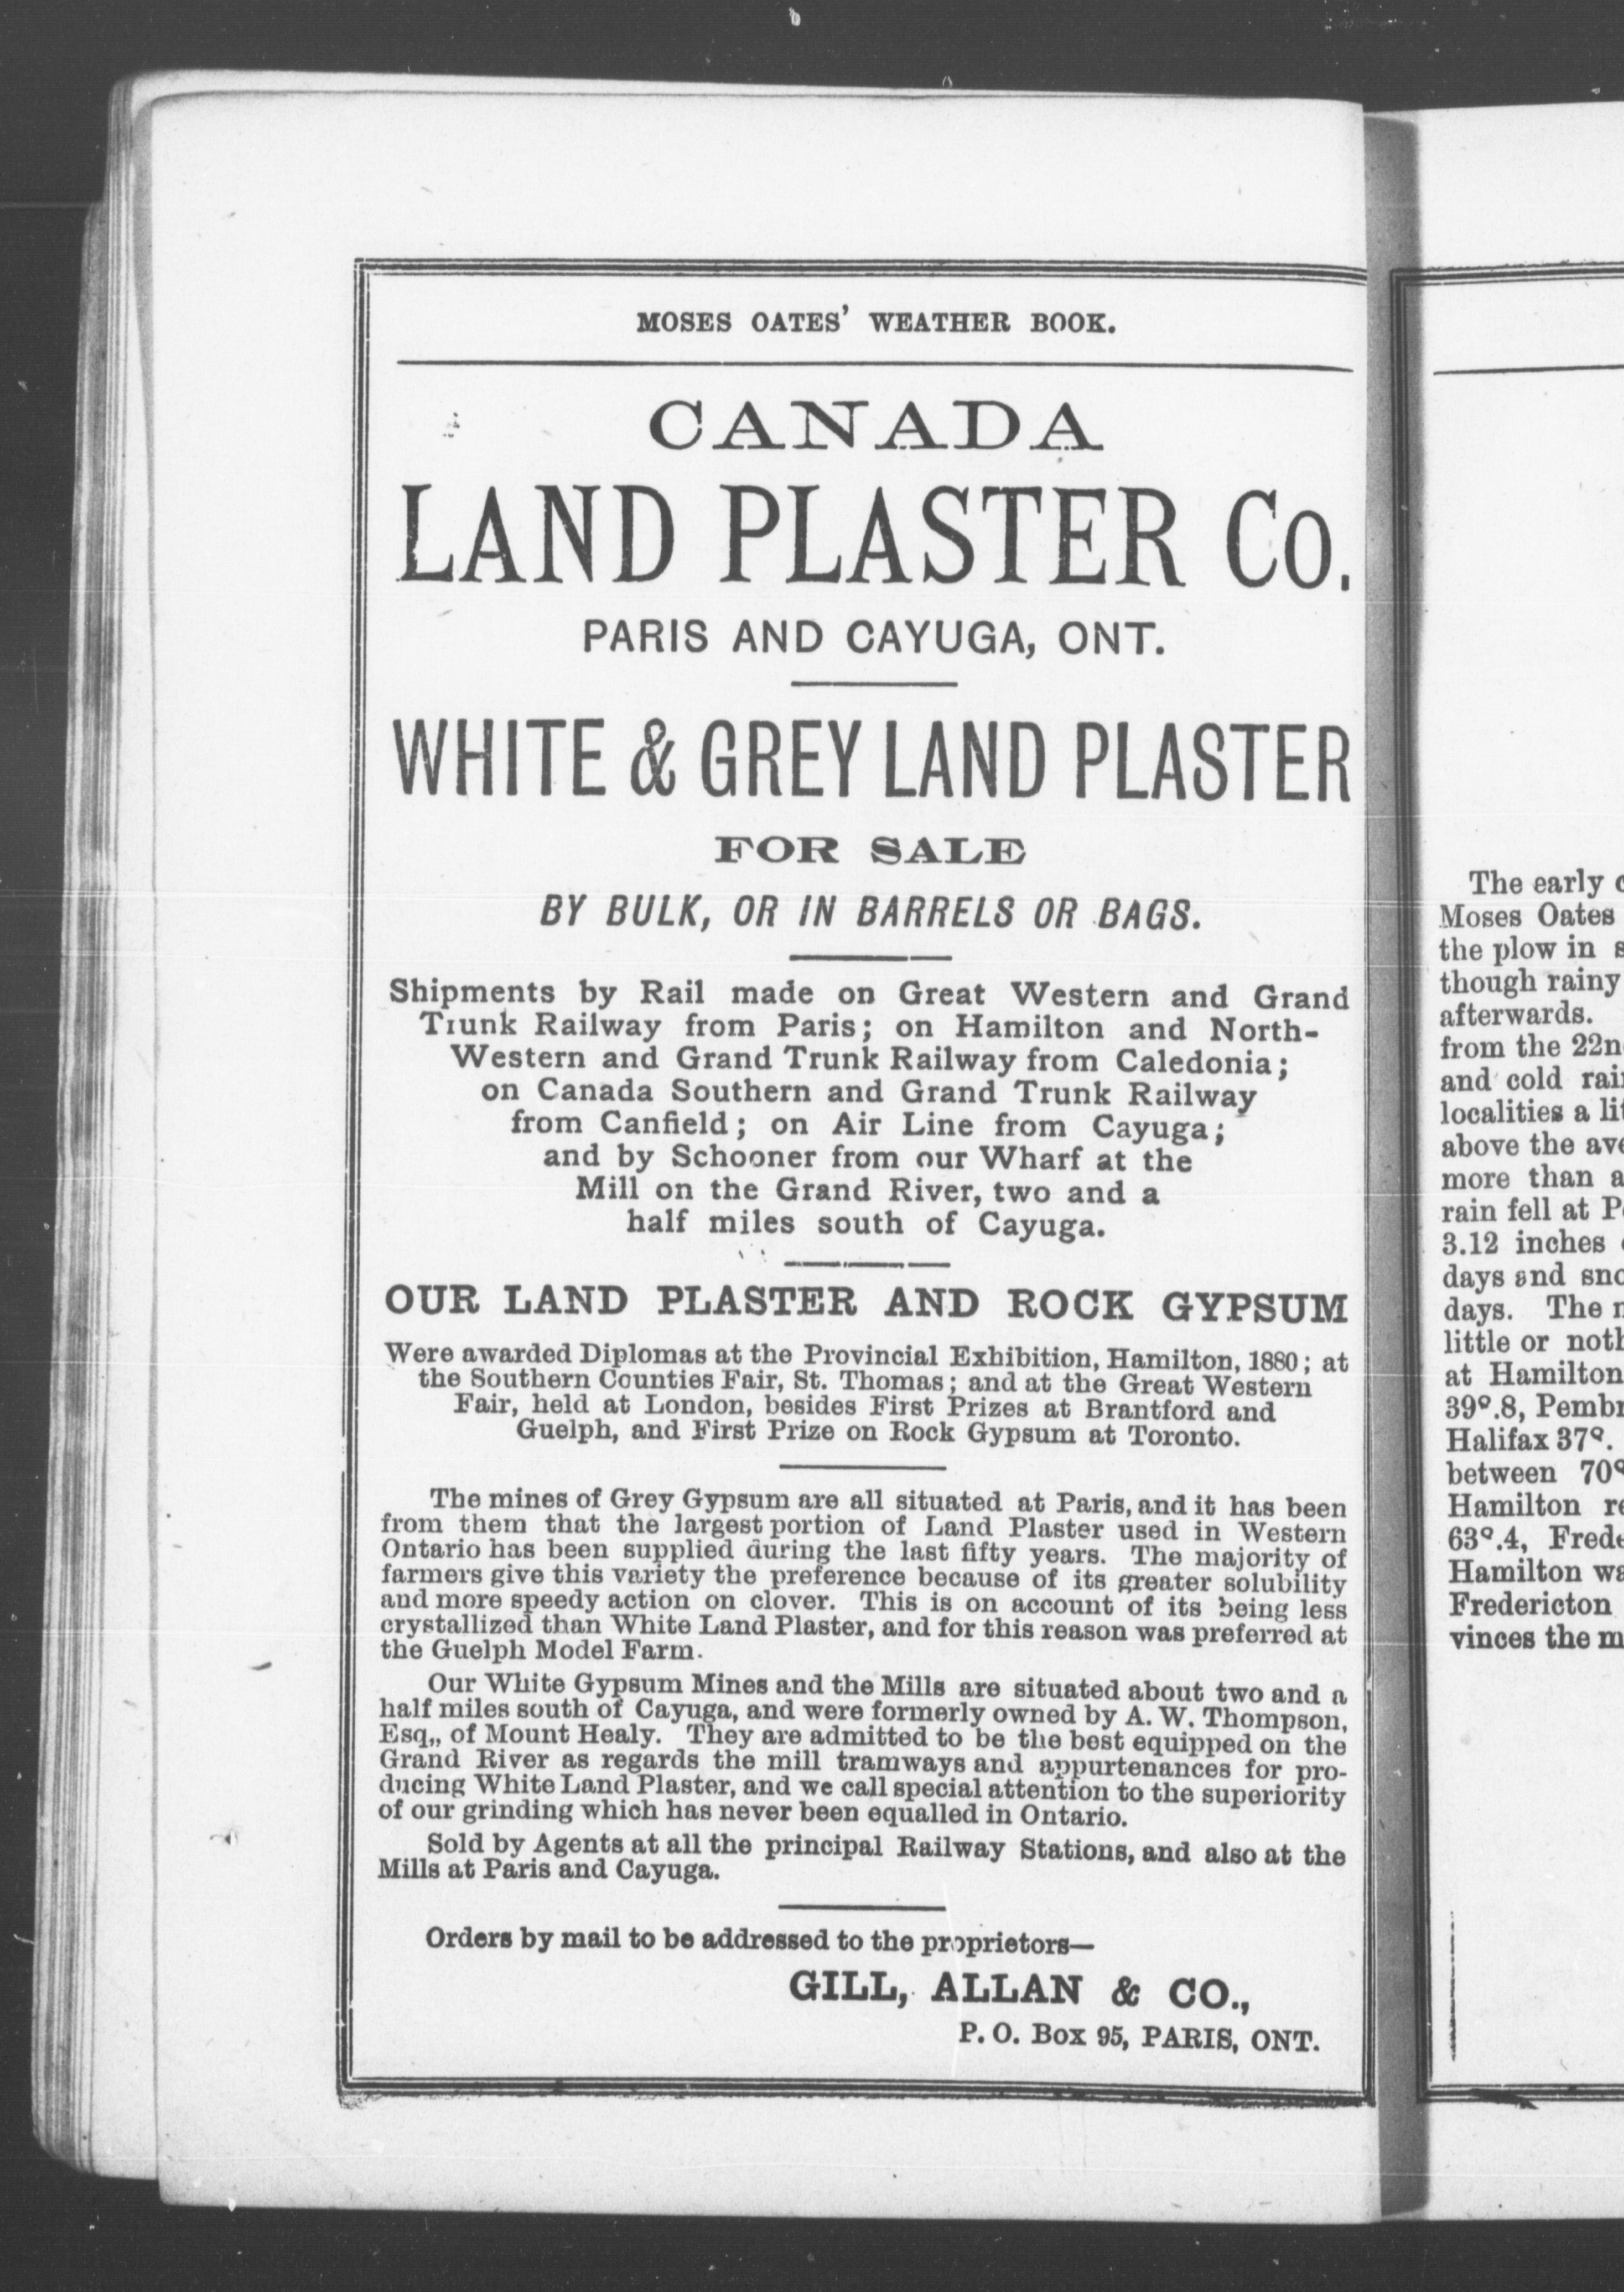 MOSES OATES' WEATHER BOOK.
CANADA
LAND PLASTER CO.
PARIS AND CAYUGA, ONT.
WHITE & GREY LAND PLASTER
FOR SALE
BY BULK, OR IN BARRELS OR BAGS.
Shipments by Rail made on Great Western and Grand
Trunk Railway from Paris; on Hamilton and North-
Western and Grand Trunk Railway from Caledonia;
on Canada Southern and Grand Trunk Railway
from Canfield; on Air Line from Cayuga;
and by Schooner from our Wharf at the
Mill on the Grand River, two and a
half miles south of Cayuga.
OUR LAND PLASTER AND ROCK GYPSUM
Were awarded Diplomas at the Provincial Exhibition, Hamilton, 1880; at
the Southern Counties Fair, St. Thomas; and at the Great Western
Fair, held at London, besides First Prizes at Brantford and
Guelph, and First Prize on Rock Gypsum at Toronto.
The mines of Grey Gypsum are all situated at Paris, and it has been
from them that the largest portion of Land Plaster used in Western
Ontario has been supplied during the last fifty years. The majority of
farmers give this variety the preference because of its greater solubility
and more speedy action on clover. This is on account of its being less
crystallized than White Land Plaster, and for this reason was preferred at
the Guelph Model Farm.
Our White Gypsum Mines and the Mills are situated about two and a
half miles south of Cayuga, and were formerly owned by A. W. Thompson,
Esq,, of Mount Healy. They are admitted to be the best equipped on the
Grand River as regards the mill tramways and appurtenances for pro-
ducing White Land Plaster, and we call special attention to the superiority
of our grinding which has never been equalled in Ontario.
Sold by Agents at all the principal Railway Stations, and also at the
Mills at Paris and Cayuga.
Orders by mail to be addressed to the proprietors—
GILL, ALLAN & CO.,
P. O. Box 95, PARIS, ONT.
The early
Moses Oates
the plow in
though rainy
afterwards.
from the
and cold
localities a
above the
more than
rain fell at
3.12 inches
days and
days. The
little or
at Hamilton
39°.8,
Halifax 37°.
between
Hamilton
63°.4,
Hamilton
Fredericton
vinces the